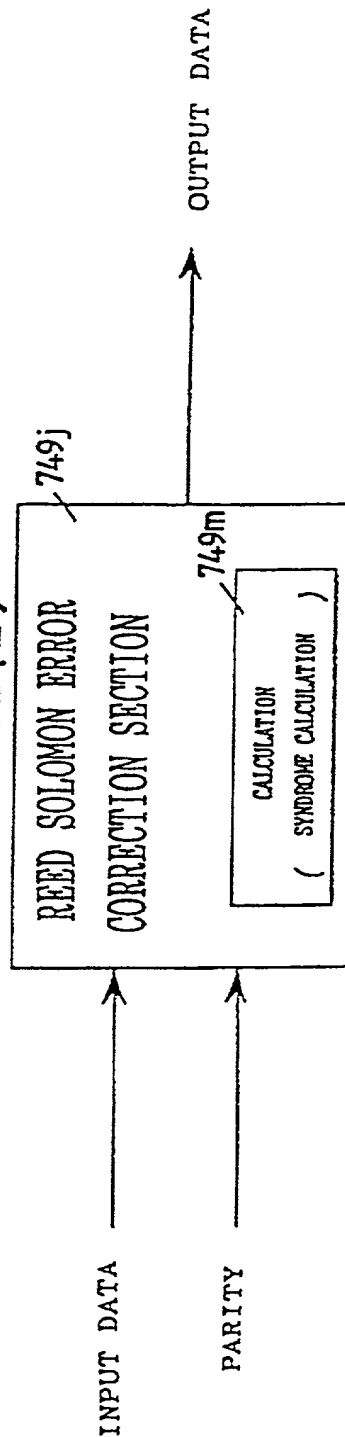 INPUT DATA
PARITY
REED SOLOMON ERROR
CORRECTION SECTION
749j
749m
CALCULATION
( SYNDROME CALCULATION )
OUTPUT DATA